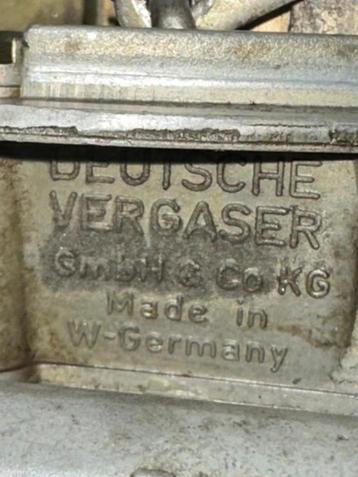 DEUTSCHE
VERGASER
GmbH & Co KG
Made in
W-Germany